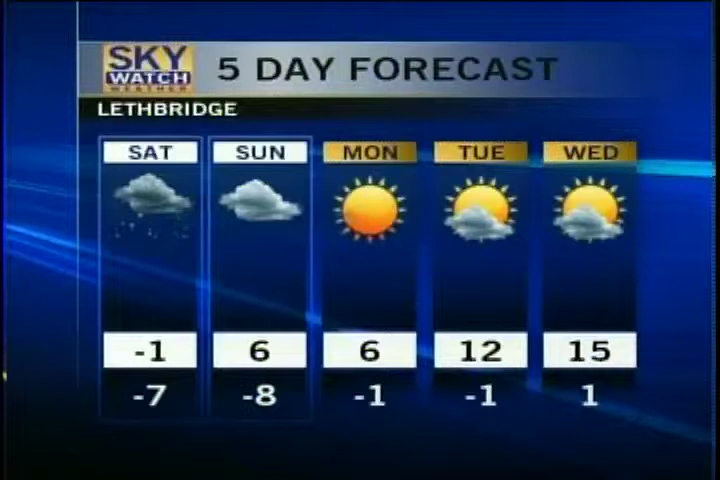 SKY
WATCH
WEATHER
5 DAY FORECAST
LETHBRIDGE
SAT SUN MON TUE WED
-1 6 6 12 15
-7 -8 -1 -1 1